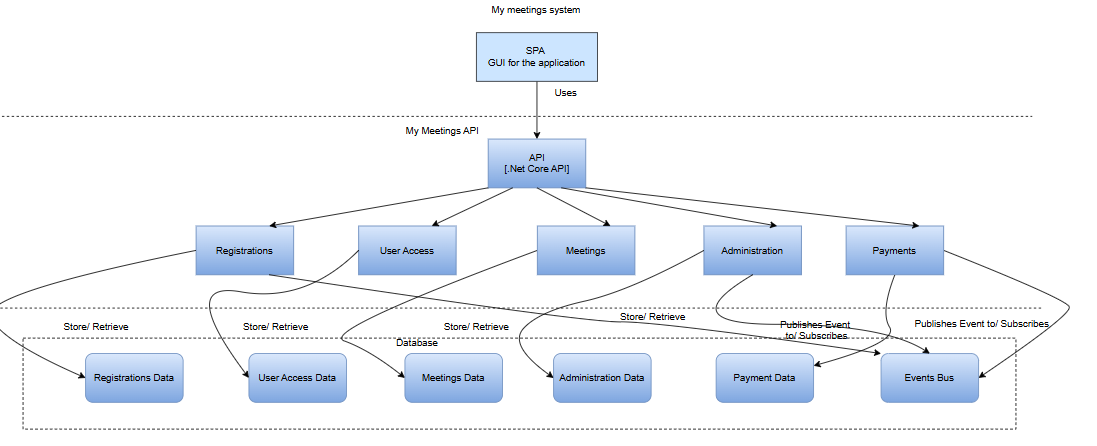 My meetings system
SPA
GUI for the application
Uses
My Meetings API
API
[.Net Core API]
Registrations
User Access
Meetings
Administration
Payments
Store/ Retrieve
Store/ Retrieve
Store/ Retrieve
Store/ Retrieve
Publishes Event
to/ Subscribes
Publishes Event to/ Subscribes
Database
Registrations Data
User Access Data
Meetings Data
Administration Data
Payment Data
Events Bus